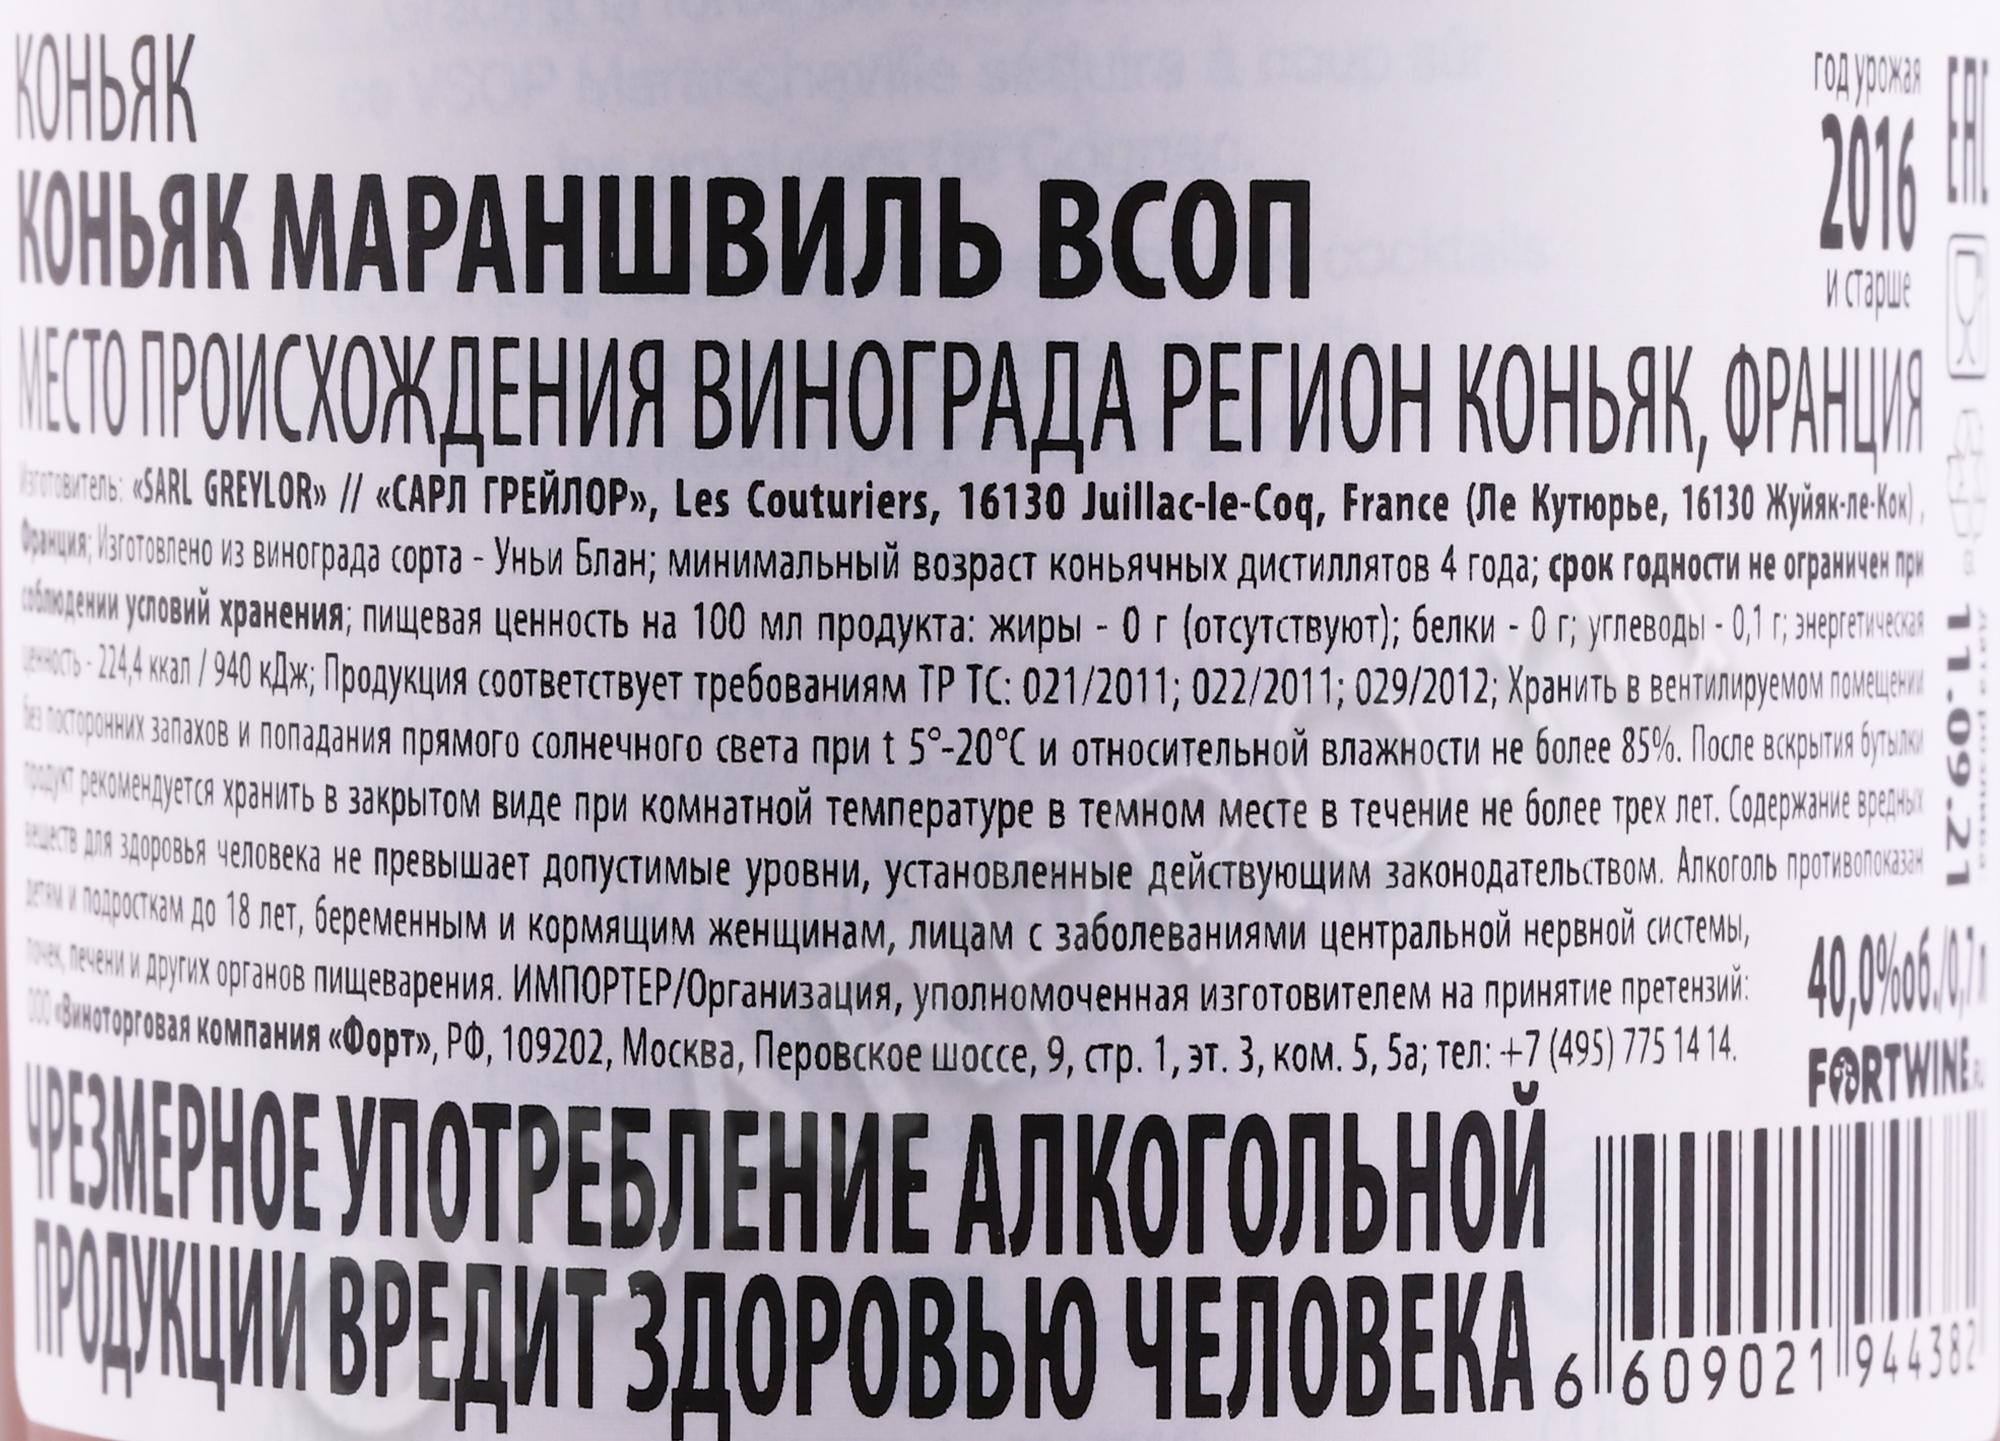 КОНЬЯК
КОНЬЯК МАРАНШВИЛЬ ВСОП
МЕСТО ПРОИСХОЖДЕНИЯ ВИНОГРАДА РЕГИОН КОНЬЯК, ФРАНЦИЯ
Изготовитель: «SARL GREYLOR» // «САРЛ ГРЕЙЛОР», Les Couturiers, 16130 Juillac-le-Coq, France (Ле Кутюрье, 16130 Жуйяк-ле-Кок) ,
Франция; Изготовлено из винограда сорта - Уньи Блан; минимальный возраст коньячных дистиллятов 4 года; срок годности не ограничен при
соблюдении условий хранения; пищевая ценность на 100 мл продукта: жиры - 0 г (отсутствуют); белки - 0 г; углеводы - 0,1 г; энергетическая
ценность - 224,4 ккал / 940 кДж; Продукция соответствует требованиям ТР ТС: 021/2011; 022/2011; 029/2012; Хранить в вентилируемом помещении
без посторонних запахов и попадания прямого солнечного света при t 5°-20°C и относительной влажности не более 85%. После вскрытия бутылки
продукт рекомендуется хранить в закрытом виде при комнатной температуре в темном месте в течение не более трех лет. Содержание вредных
веществ для здоровья человека не превышает допустимые уровни, установленные действующим законодательством. Алкоголь противопоказан
детям и подросткам до 18 лет, беременным и кормящим женщинам, лицам с заболеваниями центральной нервной системы,
почек, печени и других органов пищеварения. ИМПОРТЕР/Организация, уполномоченная изготовителем на принятие претензий:
ООО «Виноторговая компания «Форт», РФ, 109202, Москва, Перовское шоссе, 9, стр. 1, эт. 3, ком. 5, 5а; тел: +7 (495) 775 14 14.
ЧРЕЗМЕРНОЕ УПОТРЕБЛЕНИЕ АЛКОГОЛЬНОЙ
ПРОДУКЦИИ ВРЕДИТ ЗДОРОВЬЮ ЧЕЛОВЕКА
год урожая
2016
и старше
EAC
Дата розлива
11.09.21
40,0%об./0,7л
FORTWINE
6 609021 944382